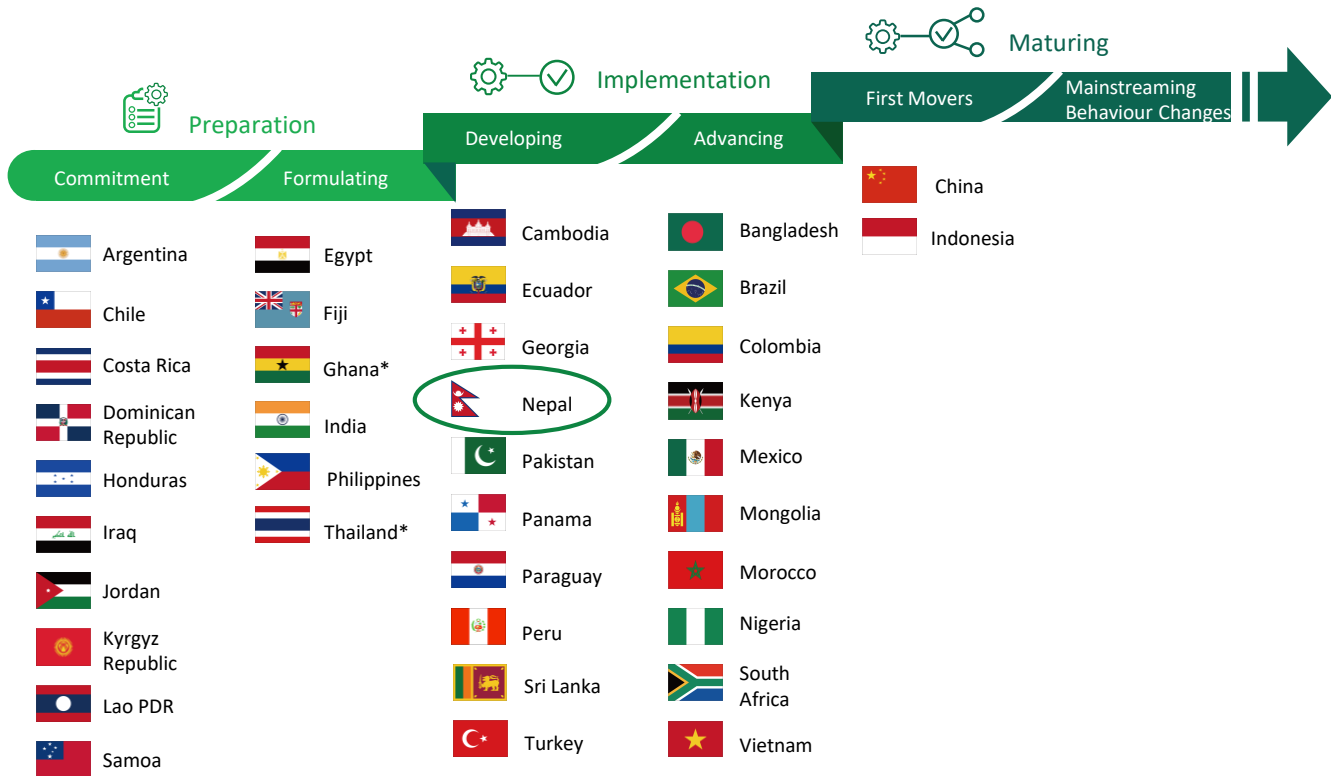 Preparation
Implementation
Maturing
Commitment
Formulating
Developing
Advancing
First Movers
Mainstreaming
Behaviour Changes
Argentina
Chile
Costa Rica
Dominican
Republic
Honduras
Iraq
Jordan
Kyrgyz
Republic
Lao PDR
Samoa
Egypt
Fiji
Ghana*
India
Philippines
Thailand*
Cambodia
Ecuador
Georgia
Nepal
Pakistan
Panama
Paraguay
Peru
Sri Lanka
Turkey
Bangladesh
Brazil
Colombia
Kenya
Mexico
Mongolia
Morocco
Nigeria
South
Africa
Vietnam
China
Indonesia